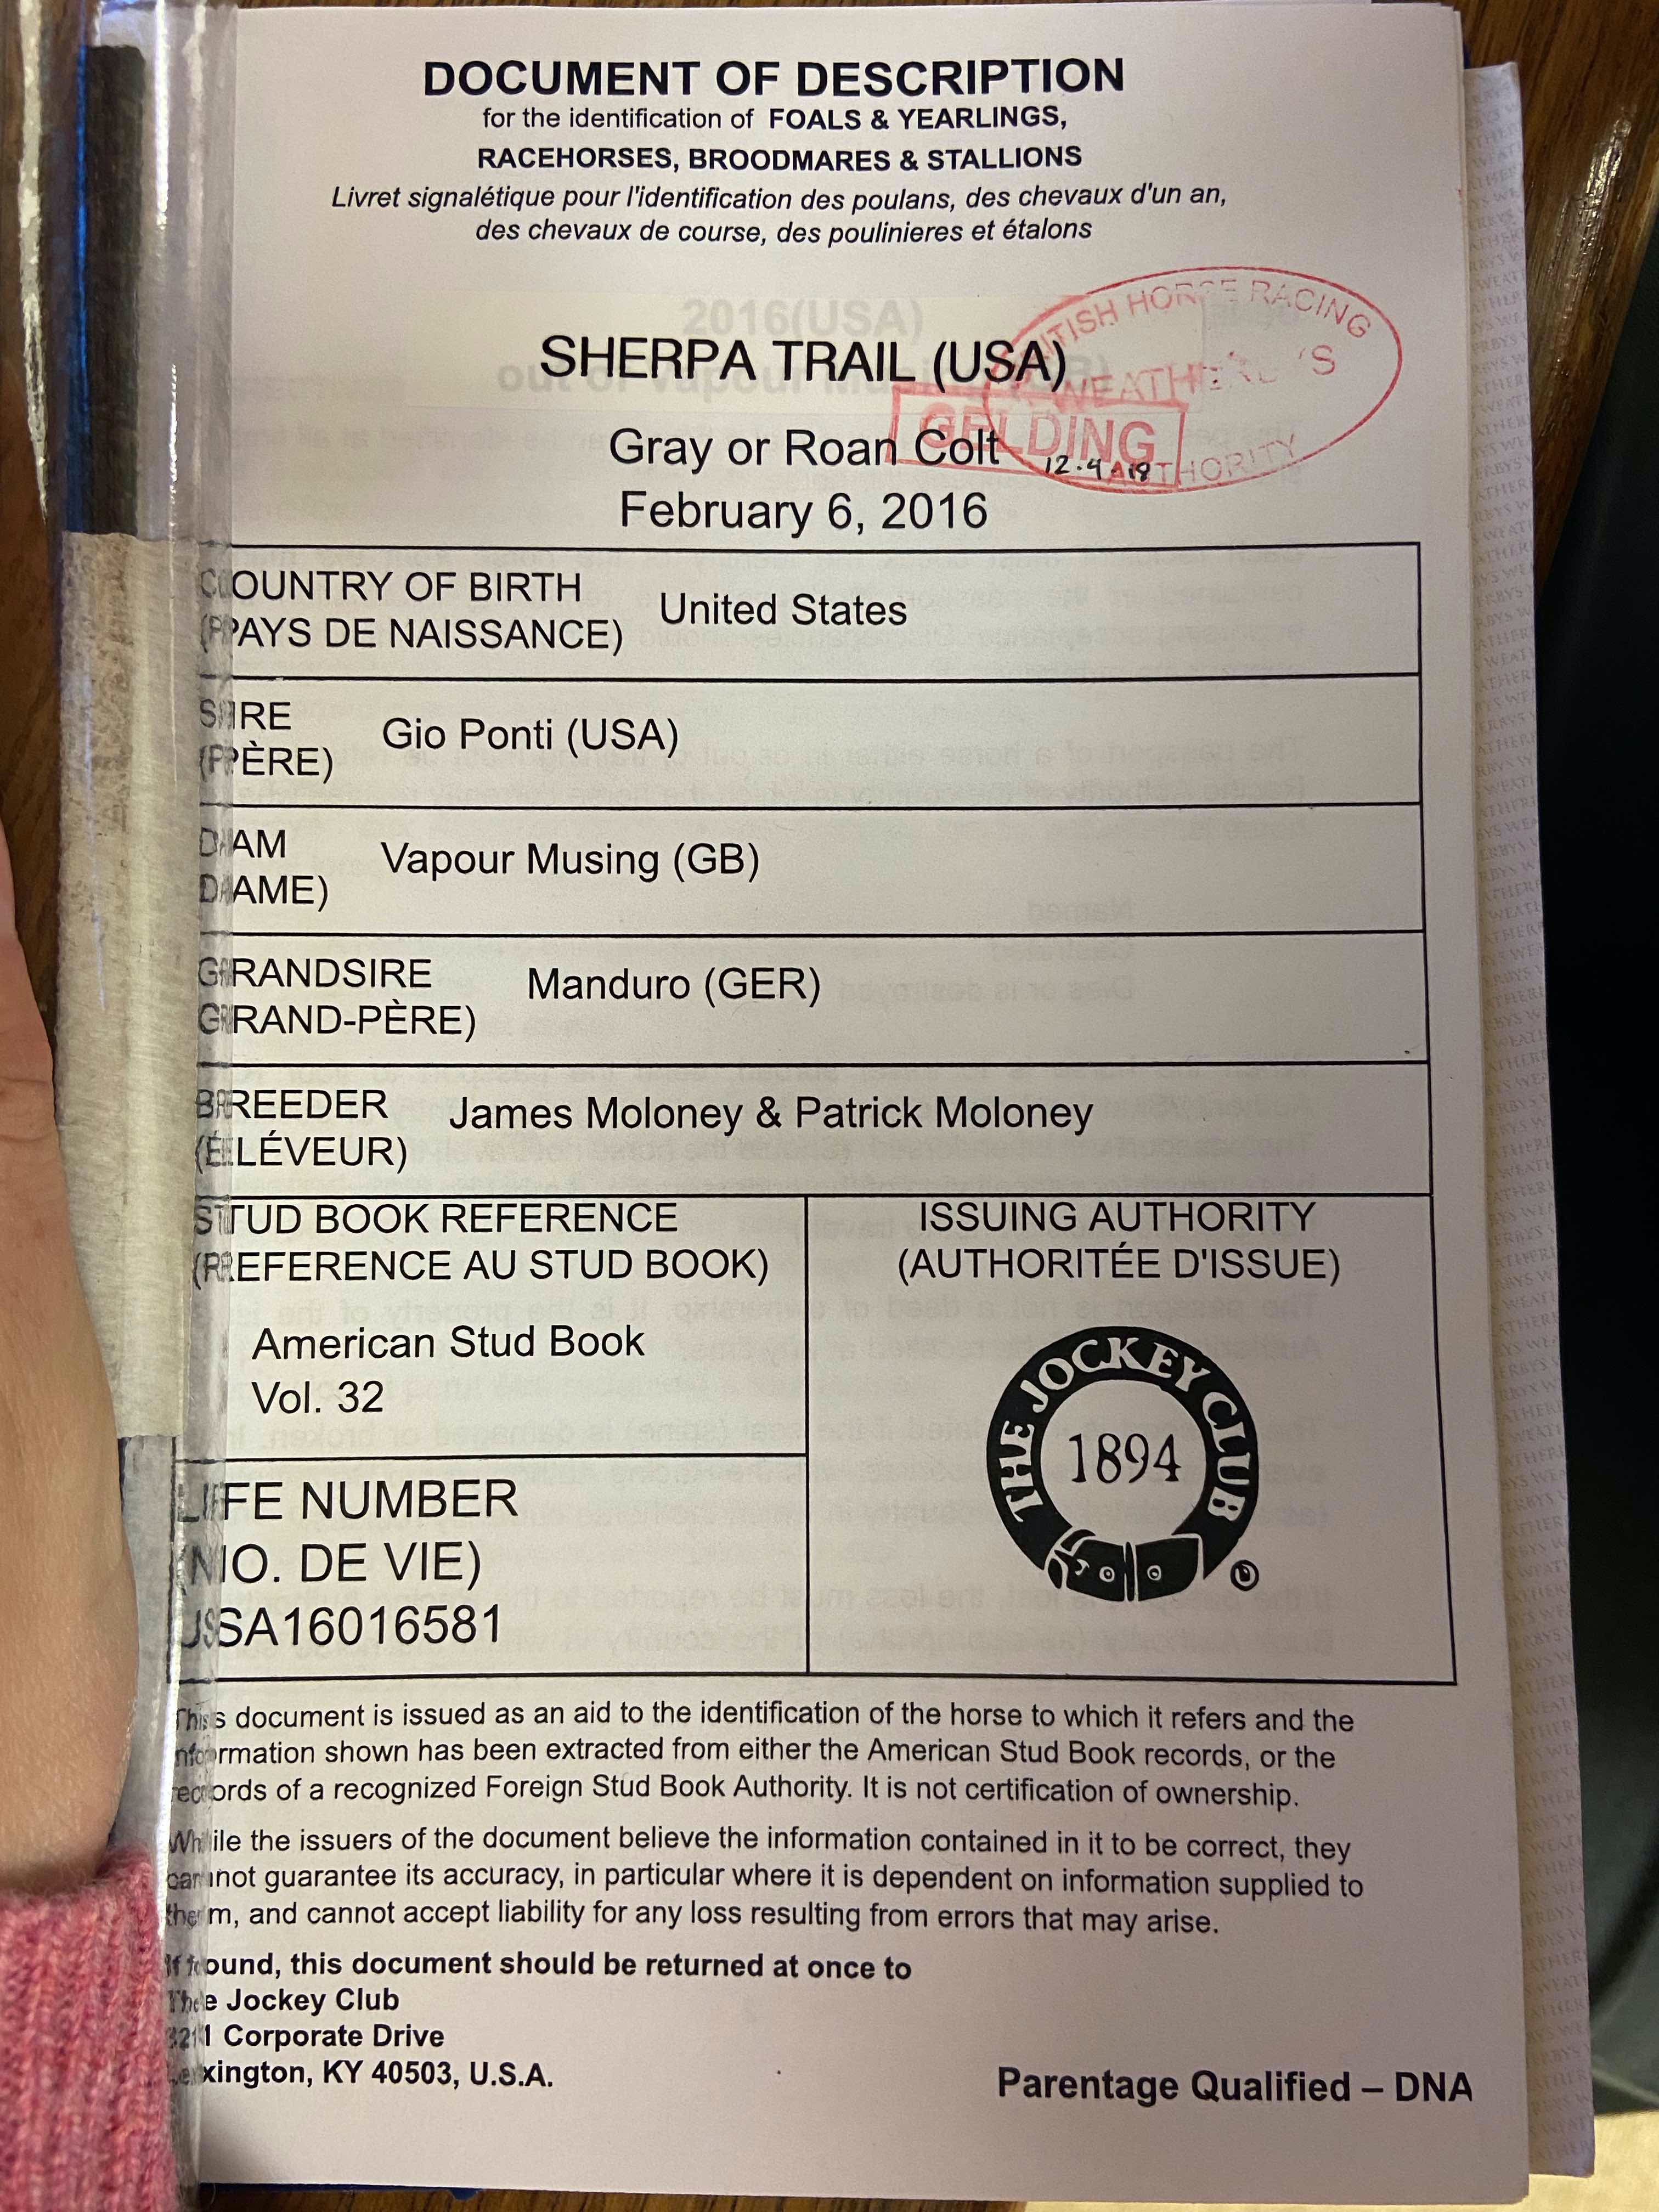 DOCUMENT OF DESCRIPTION
for the identification of FOALS & YEARLINGS,
RACEHORSES, BROODMARES & STALLIONS
Livret signalétique pour l'identification des poulans, des chevaux d'un an,
des chevaux de course, des poulinieres et étalons
2016(USA)
SHERPA TRAIL (USA)
BRITISH HORSE RACING
WEATHERBY'S
AUTHORITY
GELDING
12.4.18
Gray or Roan Colt
February 6, 2016
COUNTRY OF BIRTH
(PAYS DE NAISSANCE)
United States
SIRE
(PÈRE)
Gio Ponti (USA)
DAM
DAME)
Vapour Musing (GB)
GRANDSIRE
GRAND-PÈRE)
Manduro (GER)
BREEDER
(ÉLÉVEUR)
James Moloney & Patrick Moloney
STUD BOOK REFERENCE
(REFERENCE AU STUD BOOK)
American Stud Book
Vol. 32
LIFE NUMBER
(NO. DE VIE)
USA16016581
ISSUING AUTHORITY
(AUTHORITÉE D'ISSUE)
THE JOCKEY CLUB
1894
This document is issued as an aid to the identification of the horse to which it refers and the
information shown has been extracted from either the American Stud Book records, or the
records of a recognized Foreign Stud Book Authority. It is not certification of ownership.
While the issuers of the document believe the information contained in it to be correct, they
cannot guarantee its accuracy, in particular where it is dependent on information supplied to
them, and cannot accept liability for any loss resulting from errors that may arise.
If found, this document should be returned at once to
The Jockey Club
821 Corporate Drive
Lexington, KY 40503, U.S.A.
Parentage Qualified – DNA